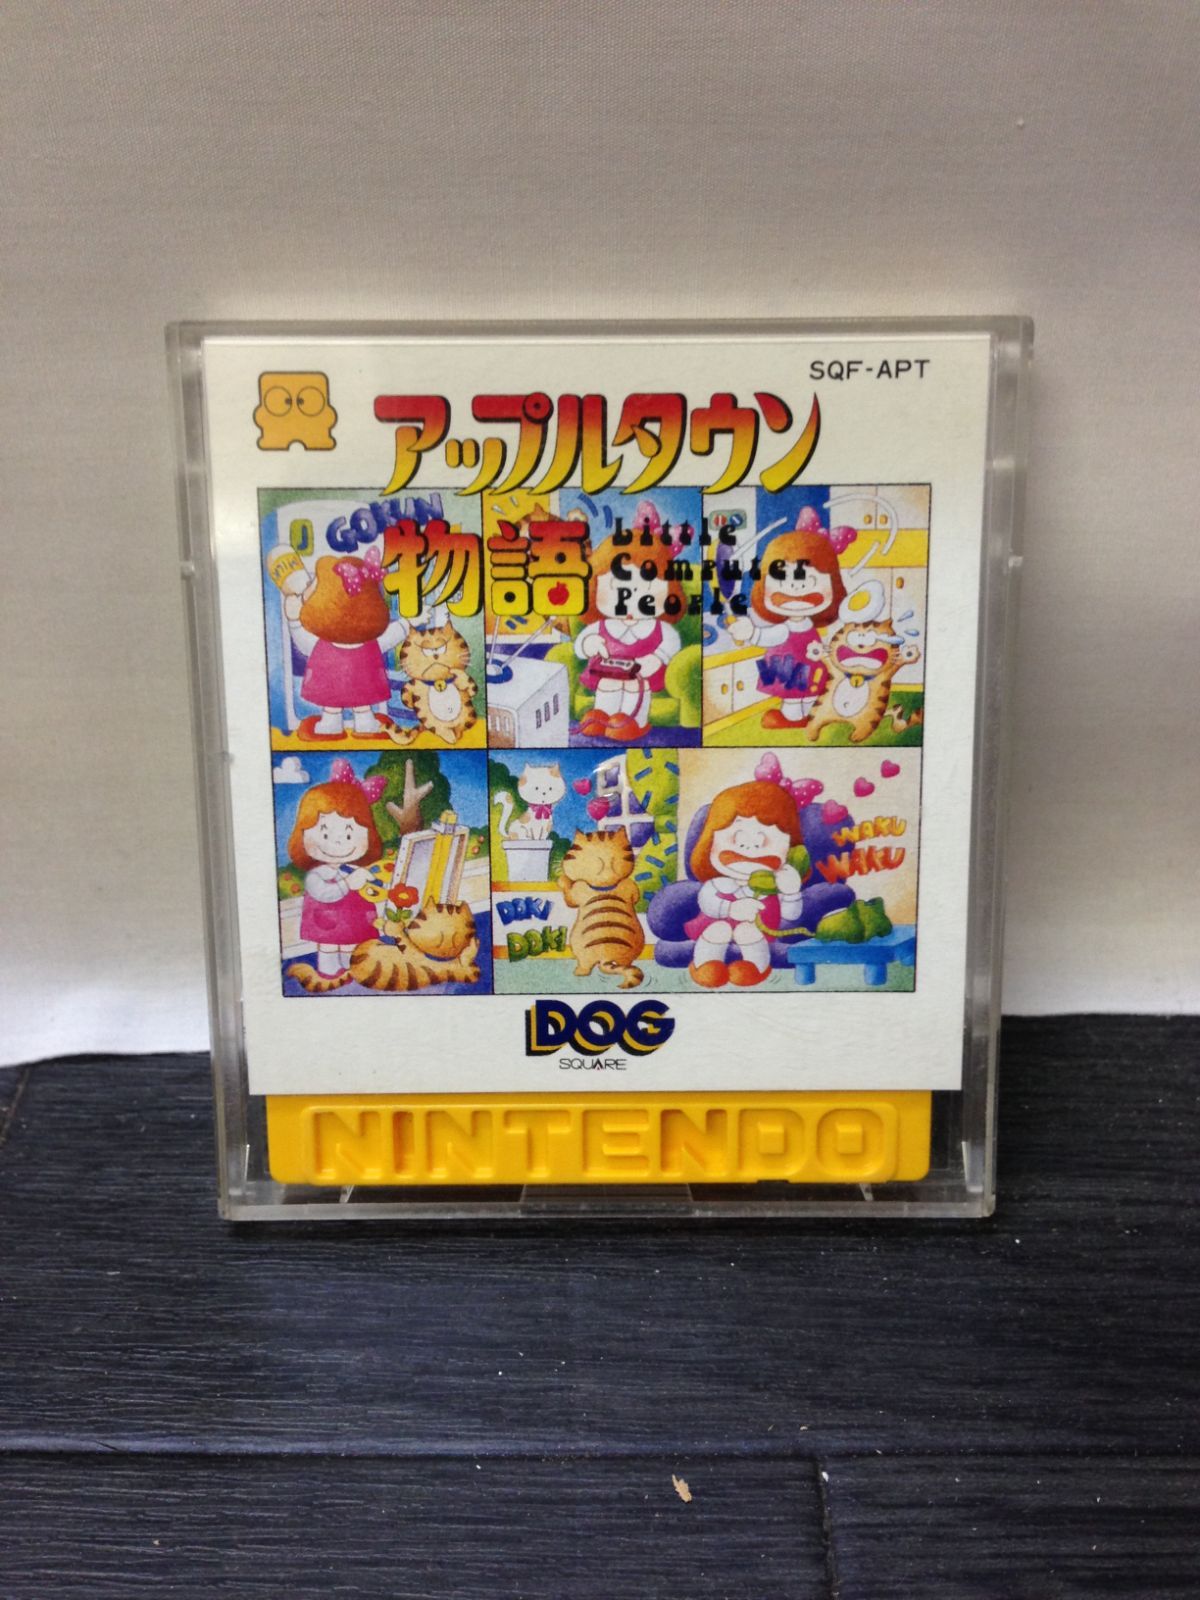 SQF-APT
アップルタウン
物語
Little
Computer
People
GOKUN
MILK
WA!
DOKI
DOKI
WAKU
WAKU
DOG
SQUARE
NINTENDO